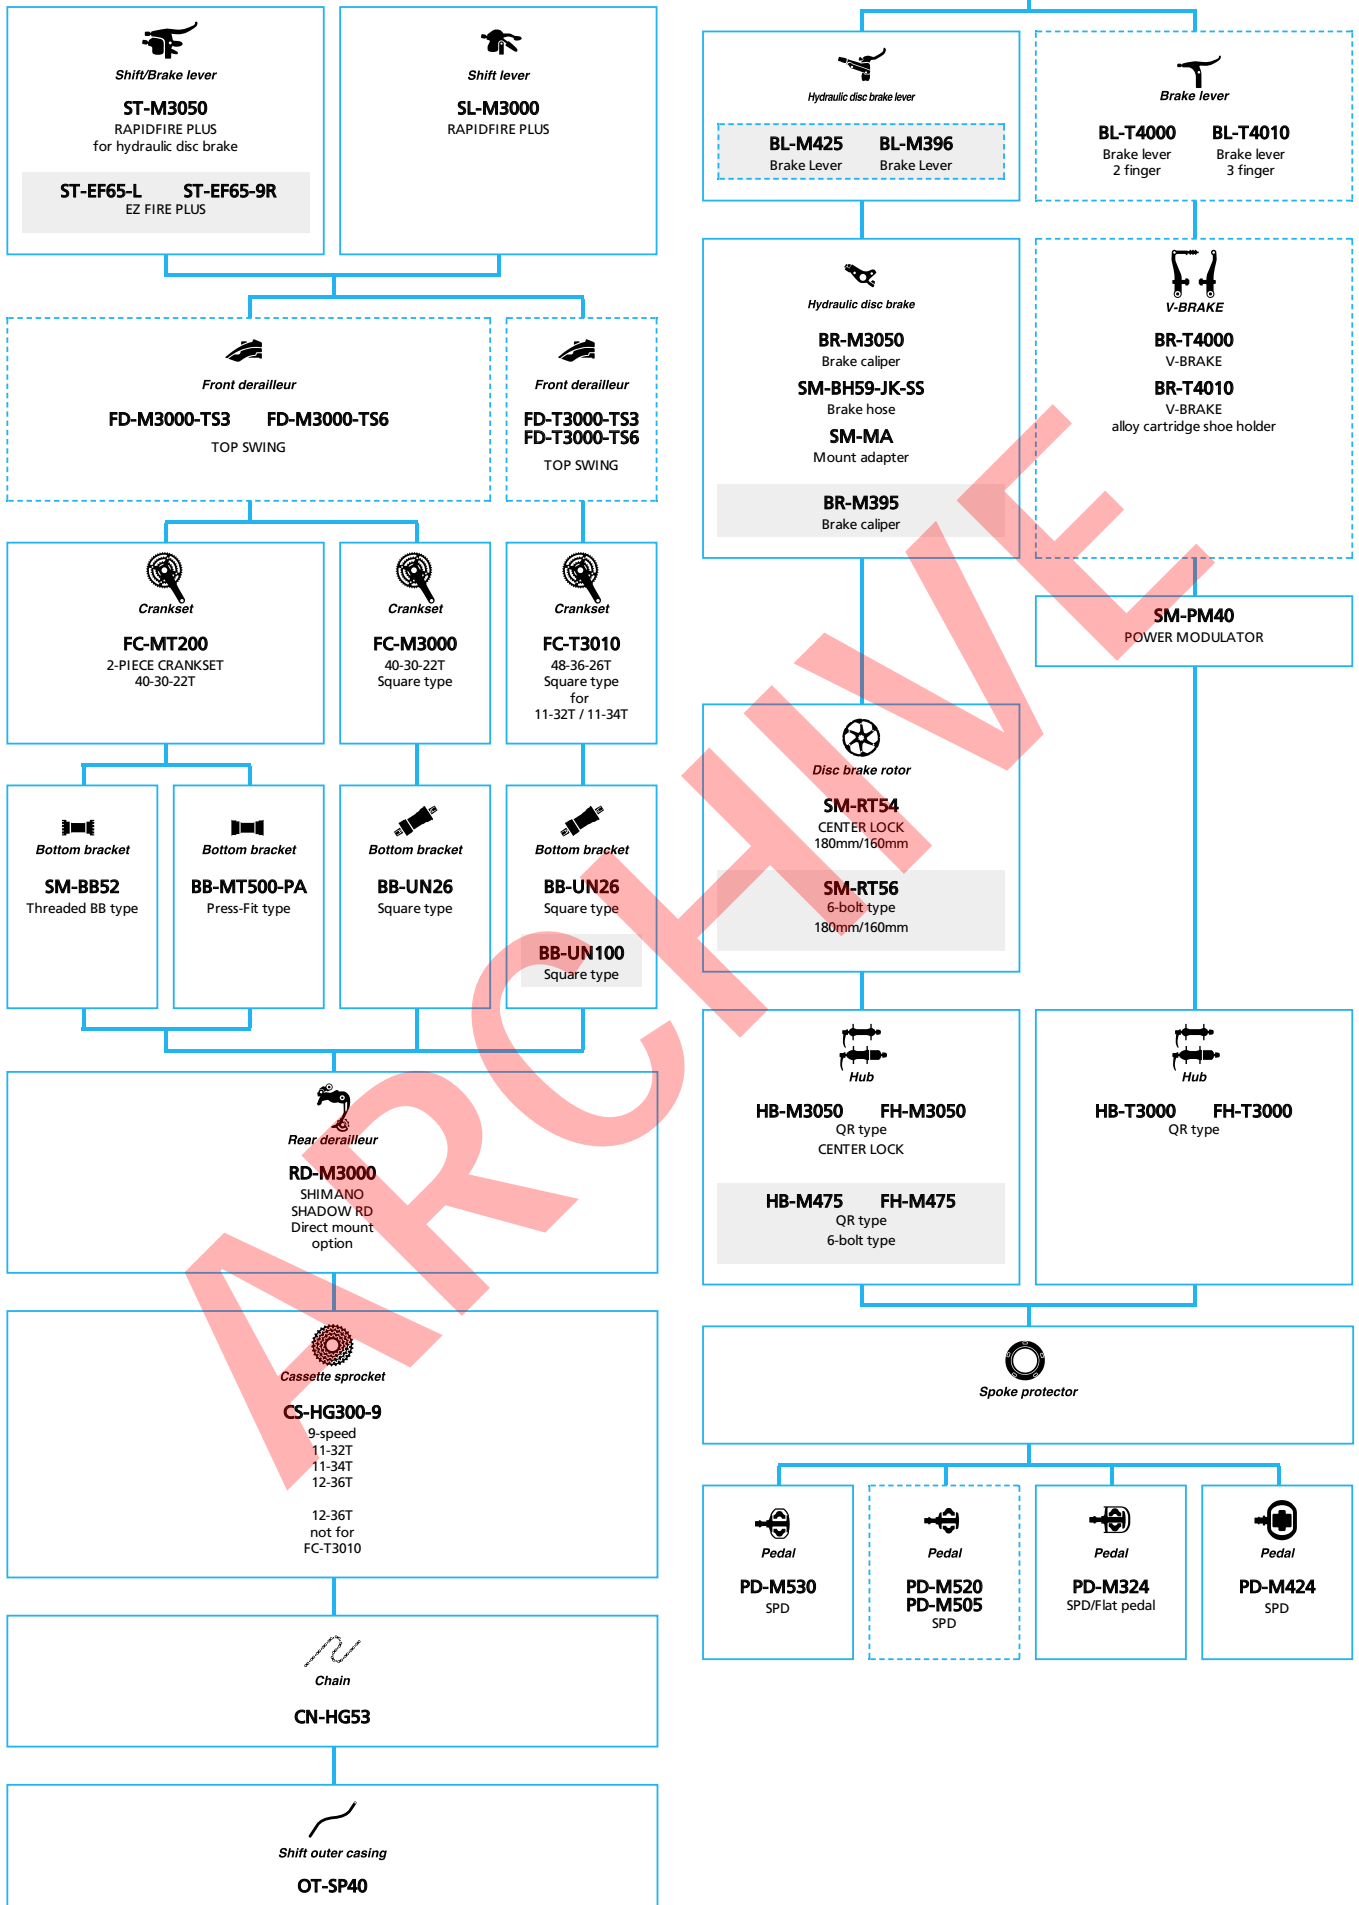 Shift/Brake lever
ST-M3050
RAPIDFIRE PLUS
for hydraulic disc brake
ST-EF65-L ST-EF65-9R
EZ FIRE PLUS
Shift lever
SL-M3000
RAPIDFIRE PLUS
Front derailleur
FD-M3000-TS3 FD-M3000-TS6
TOP SWING
Front derailleur
FD-T3000-TS3
FD-T3000-TS6
TOP SWING
Crankset
FC-MT200
2-PIECE CRANKSET
40-30-22T
Crankset
FC-M3000
40-30-22T
Square type
Crankset
FC-T3010
48-36-26T
Square type
for
11-32T / 11-34T
Bottom bracket
SM-BB52
Threaded BB type
Bottom bracket
BB-MT500-PA
Press-Fit type
Bottom bracket
BB-UN26
Square type
Bottom bracket
BB-UN26
Square type
BB-UN100
Square type
Rear derailleur
RD-M3000
SHIMANO
SHADOW RD
Direct mount
option
Cassette sprocket
CS-HG300-9
9-speed
11-32T
11-34T
12-36T
12-36T
not for
FC-T3010
Chain
CN-HG53
Shift outer casing
OT-SP40
Hydraulic disc brake lever
BL-M425 BL-M396
Brake Lever Brake Lever
Brake lever
BL-T4000 BL-T4010
Brake lever Brake lever
2 finger 3 finger
Hydraulic disc brake
BR-M3050
Brake caliper
SM-BH59-JK-SS
Brake hose
SM-MA
Mount adapter
BR-M395
Brake caliper
V-BRAKE
BR-T4000
V-BRAKE
BR-T4010
V-BRAKE
alloy cartridge shoe holder
SM-PM40
POWER MODULATOR
Disc brake rotor
SM-RT54
CENTER LOCK
180mm/160mm
SM-RT56
6-bolt type
180mm/160mm
Hub
HB-M3050 FH-M3050
QR type
CENTER LOCK
HB-M475 FH-M475
QR type
6-bolt type
Hub
HB-T3000 FH-T3000
QR type
Spoke protector
Pedal
PD-M530
SPD
Pedal
PD-M520
PD-M505
SPD
Pedal
PD-M324
SPD/Flat pedal
Pedal
PD-M424
SPD
ARCHIVE